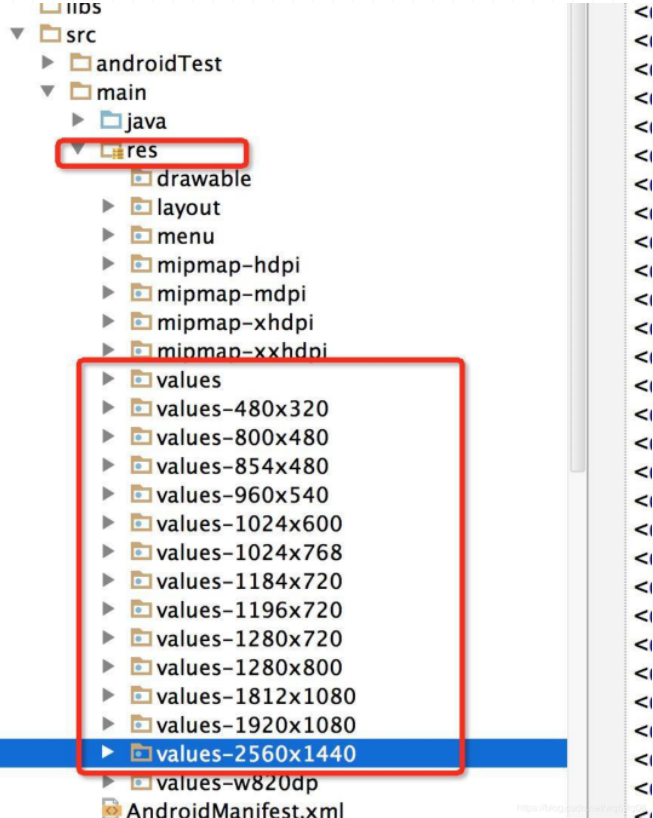 libs
src
androidTest
main
java
res
drawable
layout
menu
mipmap-hdpi
mipmap-mdpi
mipmap-xhdpi
mipmap-xxhdpi
values
values-480x320
values-800x480
values-854x480
values-960x540
values-1024x600
values-1024x768
values-1184x720
values-1196x720
values-1280x720
values-1280x800
values-1812x1080
values-1920x1080
values-2560x1440
values-w820dp
AndroidManifest.xml